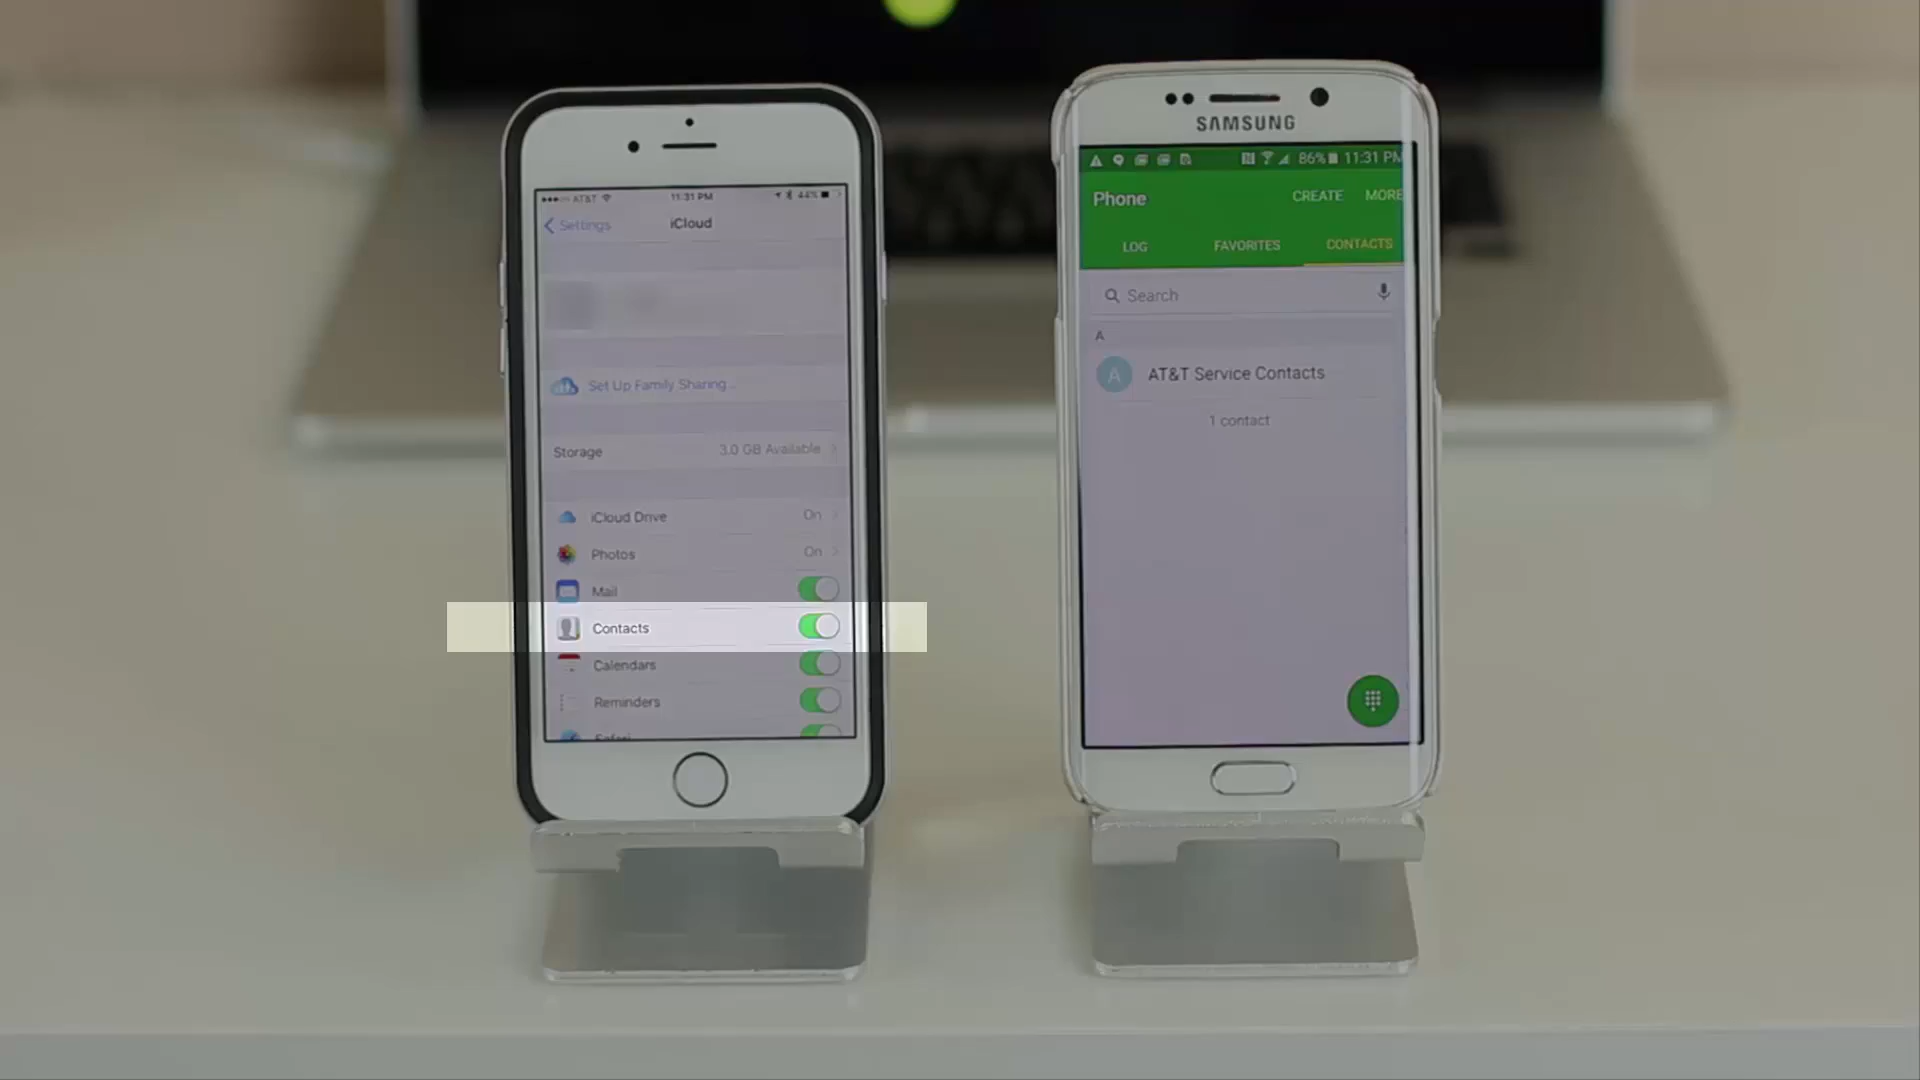 AT&T 11:31 PM 44%
Settings iCloud
Set Up Family Sharing...
Storage 3.0 GB Available
iCloud Drive On
Photos On
Mail
Contacts
Calendars
Reminders
Safari
SAMSUNG
86% 11:31 PM
Phone CREATE MORE
LOG FAVORITES CONTACTS
Search
A
A AT&T Service Contacts
1 contact